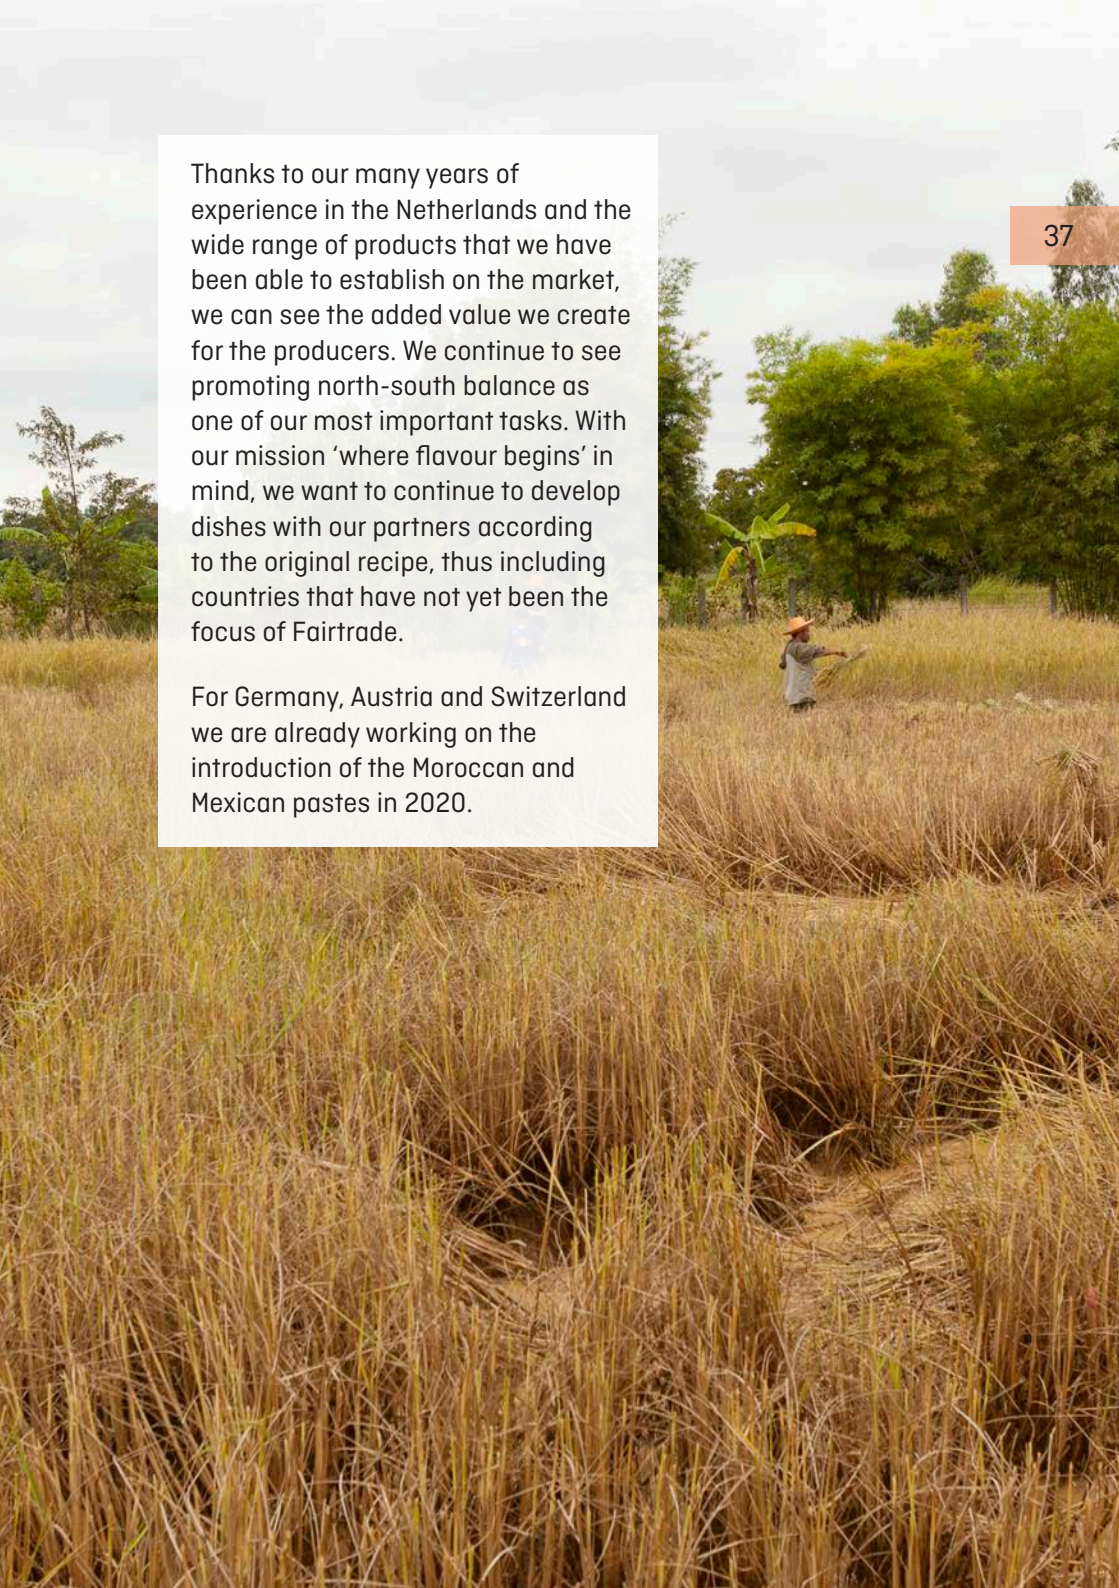 Thanks to our many years of
experience in the Netherlands and the
wide range of products that we have
been able to establish on the market,
we can see the added value we create
for the producers. We continue to see
promoting north-south balance as
one of our most important tasks. With
our mission ‘where flavour begins’ in
mind, we want to continue to develop
dishes with our partners according
to the original recipe, thus including
countries that have not yet been the
focus of Fairtrade.
For Germany, Austria and Switzerland
we are already working on the
introduction of the Moroccan and
Mexican pastes in 2020.
37